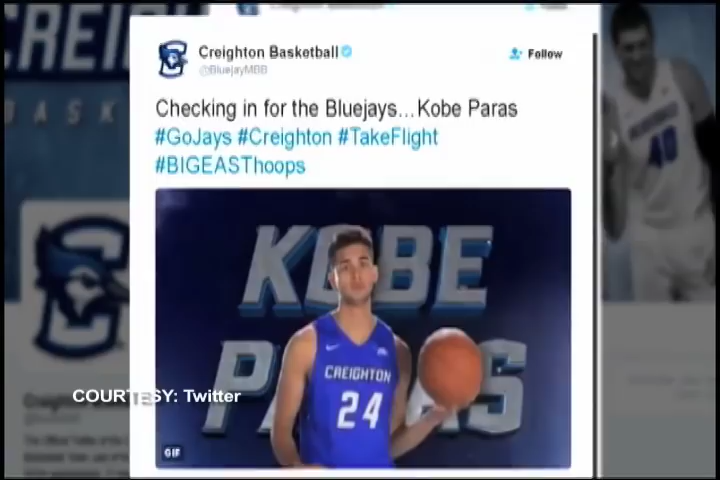 Creighton Basketball
@BluejayMBB
Follow
Checking in for the Bluejays...Kobe Paras
#GoJays #Creighton #TakeFlight
#BIGEASThoops
KOBE
PARAS
CREIGHTON
24
GIF
COURTESY: Twitter
40